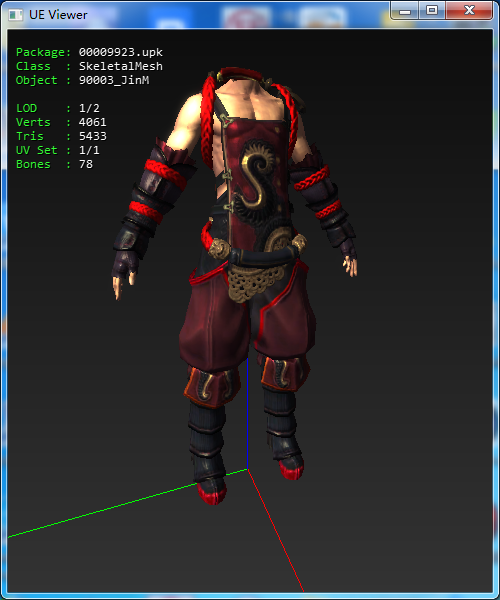 UE Viewer
Package: 00009923.upk
Class : SkeletalMesh
Object : 90003_JinM
LOD : 1/2
Verts : 4061
Tris : 5433
UV Set : 1/1
Bones : 78